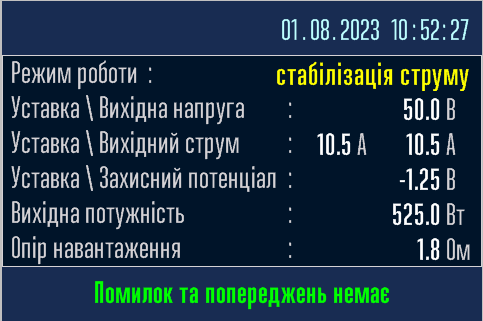 01.08.2023 10:52:27
Режим роботи : стабілізація струму
Уставка \ Вихідна напруга : 50.0 В
Уставка \ Вихідний струм : 10.5 А 10.5 А
Уставка \ Захисний потенціал : -1.25 В
Вихідна потужність : 525.0 Вт
Опір навантаження : 1.8 Ом
Помилок та попереджень немає